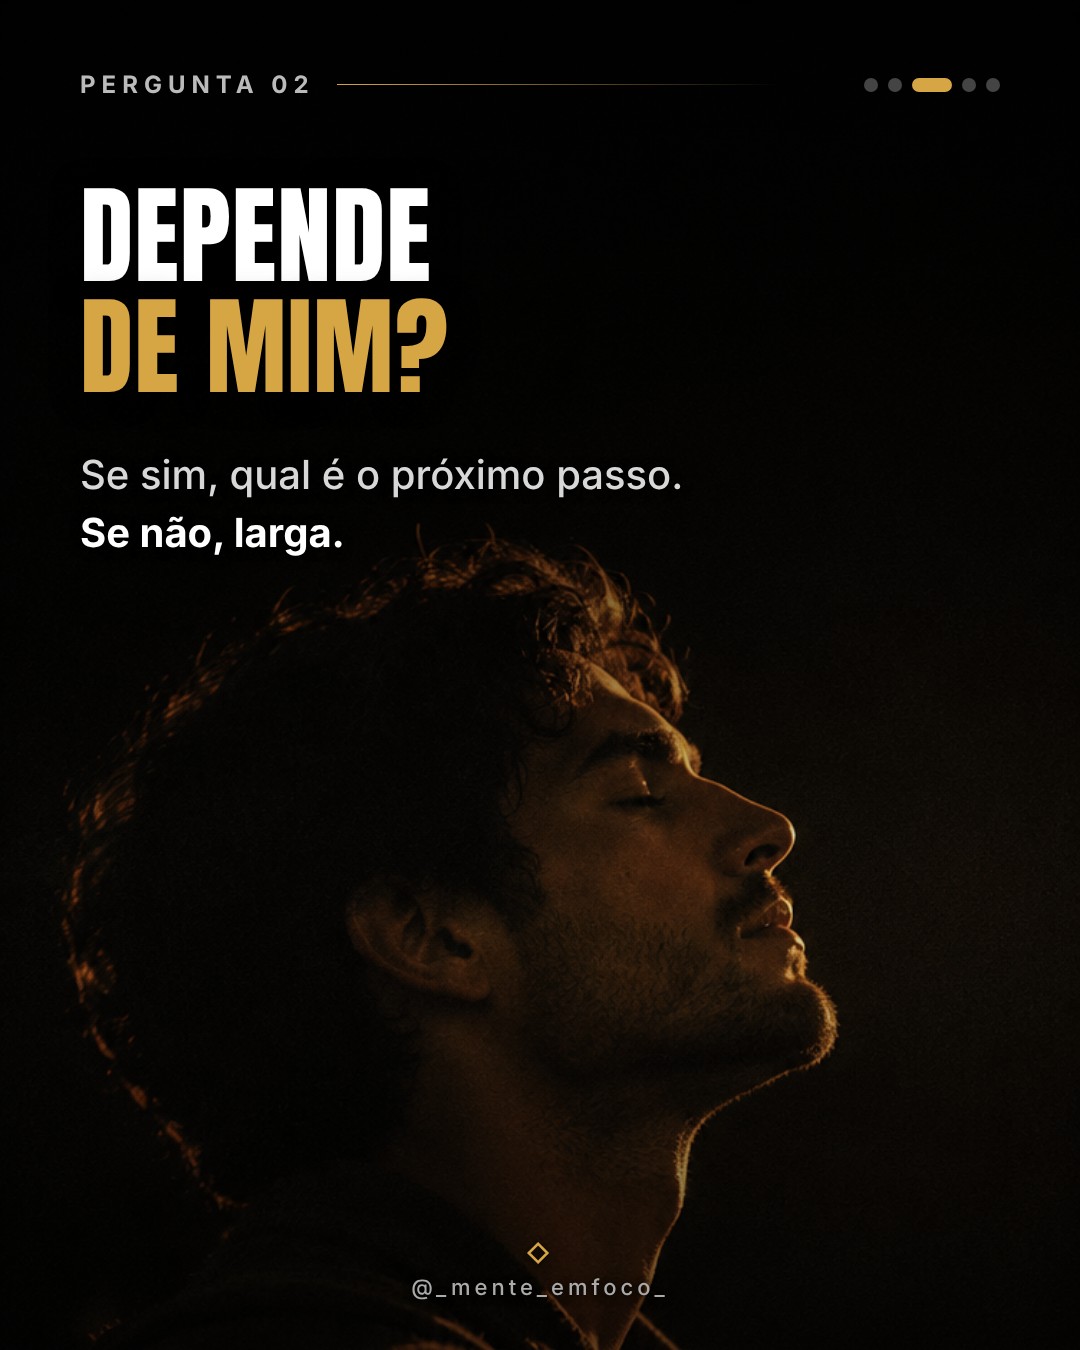 PERGUNTA 02
DEPENDE
DE MIM?
Se sim, qual é o próximo passo.
Se não, larga.
@_mente_emfoco_